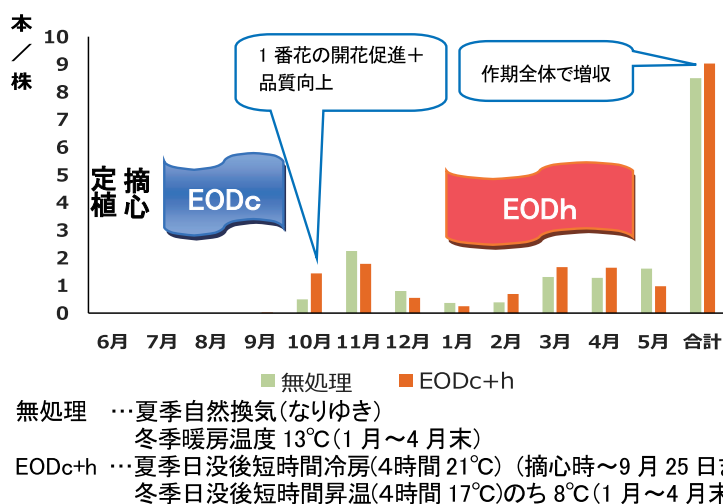 本／株
10
9
8
7
6
5
4
3
2
1
0
1番花の開花促進＋
品質向上
作期全体で増収
定植
摘心
EODc
EODh
6月 7月 8月 9月 10月 11月 12月 1月 2月 3月 4月 5月 合計
無処理 EODc+h
無処理 …夏季自然換気(なりゆき)
冬季暖房温度 13℃(1月～4月末)
EODc+h …夏季日没後短時間冷房(4時間 21℃) (摘心時～9月 25日ま
冬季日没後短時間昇温(4時間 17℃)のち 8℃(1月～4月末